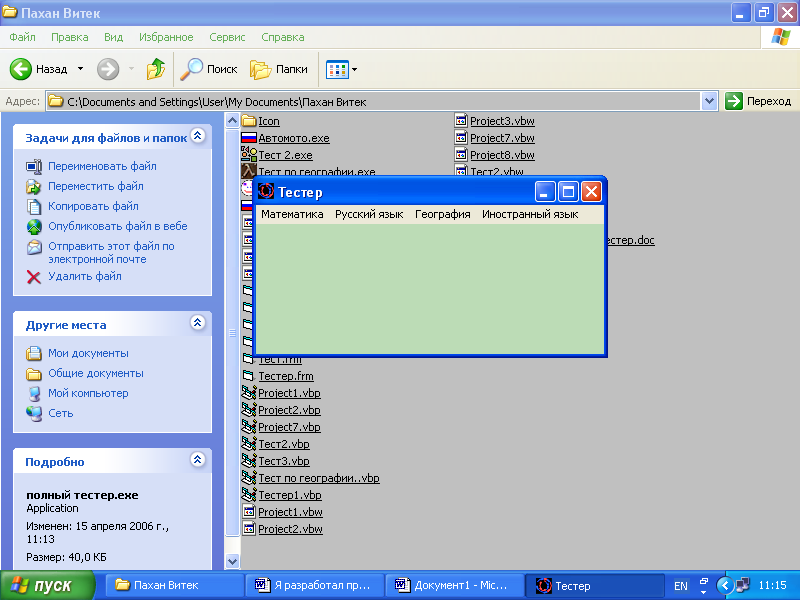 Пахан Витек
Файл Правка Вид Избранное Сервис Справка
Назад Поиск Папки
Адрес: C:\Documents and Settings\User\My Documents\Пахан Витек Переход
Задачи для файлов и папок
Переименовать файл
Переместить файл
Копировать файл
Опубликовать файл в вебе
Отправить этот файл по
электронной почте
Удалить файл
Другие места
Мои документы
Общие документы
Мой компьютер
Сеть
Подробно
полный тестер.exe
Application
Изменен: 15 апреля 2006 г.,
11:13
Размер: 40,0 КБ
Icon
Автомото.exe
Тест 2.exe
Тест по географии.exe
Тест.frm
Тестер.frm
Project1.vbp
Project2.vbp
Project7.vbp
Тест2.vbp
Тест3.vbp
Тест по географии..vbp
Тестер1.vbp
Project1.vbw
Project2.vbw
Project3.vbw
Project7.vbw
Project8.vbw
Тест2.vbw
естер.doc
Тестер
Математика Русский язык География Иностранный язык
пуск
Пахан Витек
Я разработал пр...
Документ1 - Mic...
Тестер
EN
11:15